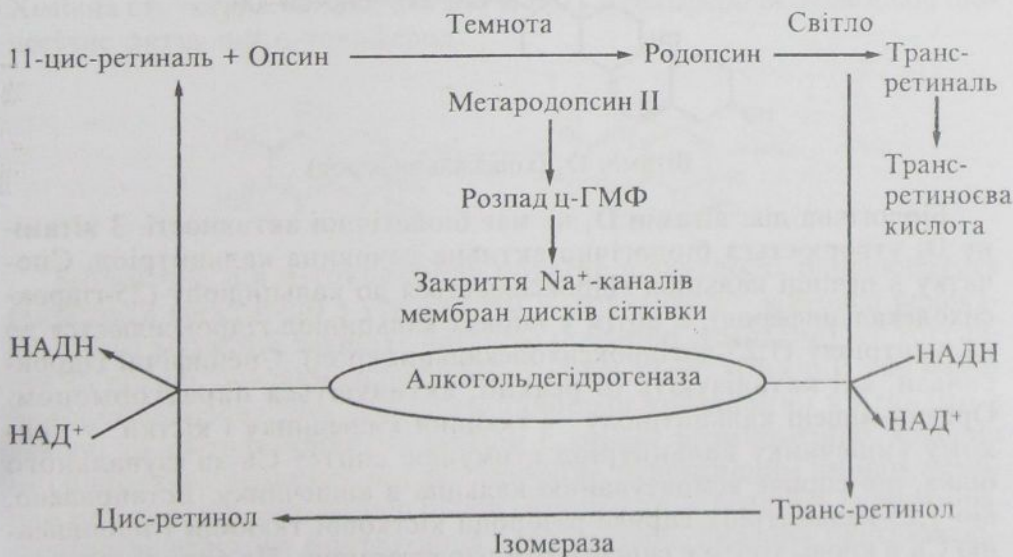 Темнота
Світло
11-цис-ретиналь + Опсин
Родопсин
Транс-
ретиналь
Метародопсин II
Розпад ц-ГМФ
Транс-
ретиноєва
кислота
Закриття Na⁺-каналів
мембран дисків сітківки
НАДН
НАДН
Алкогольдегідрогеназа
НАД⁺
НАД⁺
Цис-ретинол
Транс-ретинол
Ізомераза